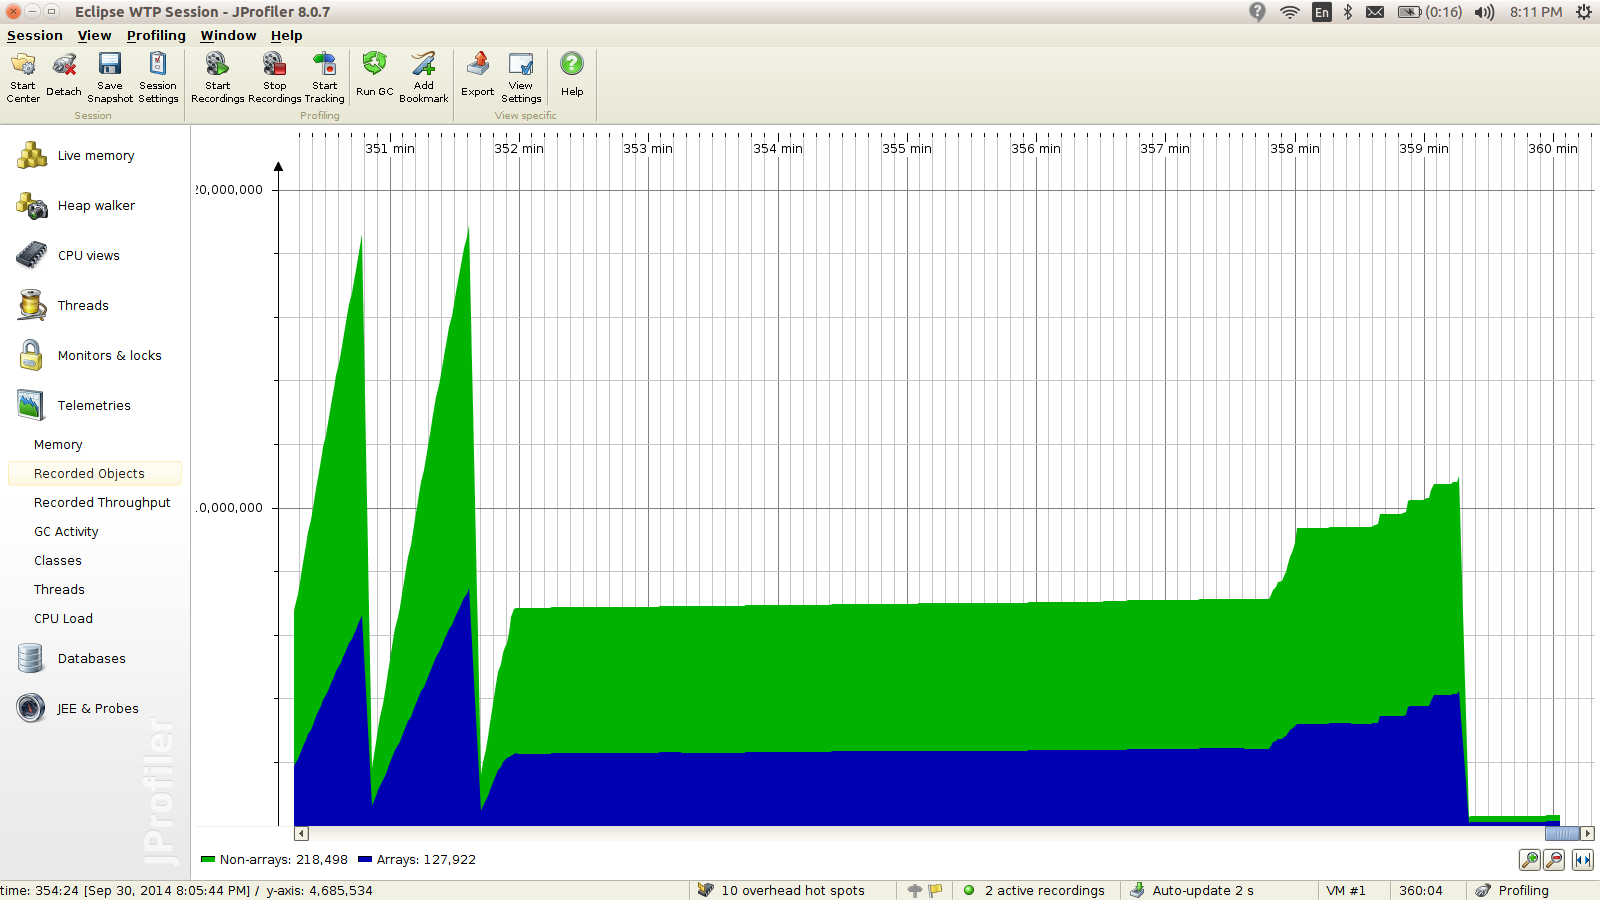 Eclipse WTP Session - JProfiler 8.0.7
En (0:16) 8:11 PM
Session View Profiling Window Help
Start Center
Detach
Save Snapshot
Session Settings
Start Recordings
Stop Recordings
Start Tracking
Run GC
Add Bookmark
Export
View Settings
Help
Session Profiling View specific
Live memory
Heap walker
CPU views
Threads
Monitors & locks
Telemetries
Memory
Recorded Objects
Recorded Throughput
GC Activity
Classes
Threads
CPU Load
Databases
JEE & Probes
JProfiler
351 min 352 min 353 min 354 min 355 min 356 min 357 min 358 min 359 min 360 min
20,000,000
10,000,000
Non-arrays: 218,498 Arrays: 127,922
time: 354:24 [Sep 30, 2014 8:05:44 PM] / y-axis: 4,685,534
10 overhead hot spots
2 active recordings
Auto-update 2 s
VM #1
360:04
Profiling